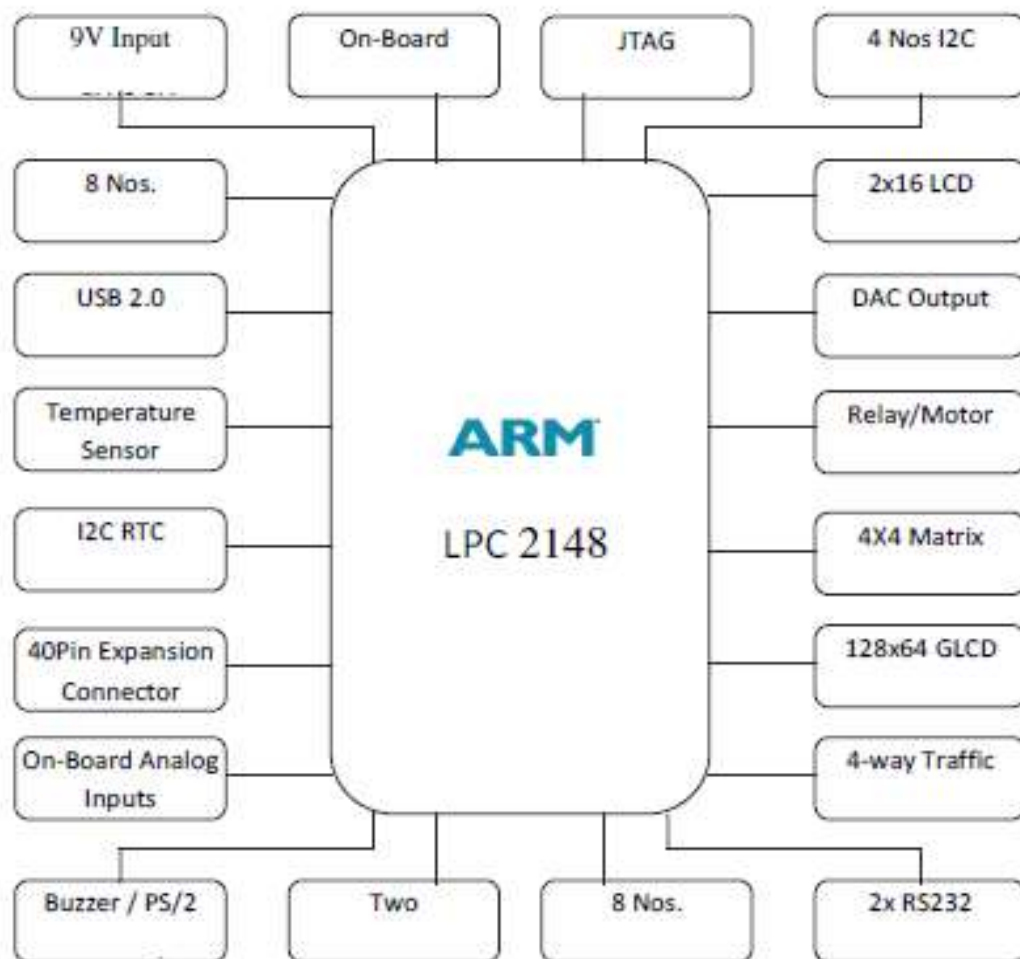 9V Input
On-Board
JTAG
4 Nos I2C
8 Nos.
2x16 LCD
USB 2.0
DAC Output
Temperature
Sensor
Relay/Motor
ARM
I2C RTC
LPC 2148
4X4 Matrix
40Pin Expansion
Connector
128x64 GLCD
On-Board Analog
Inputs
4-way Traffic
Buzzer / PS/2
Two
8 Nos.
2x RS232